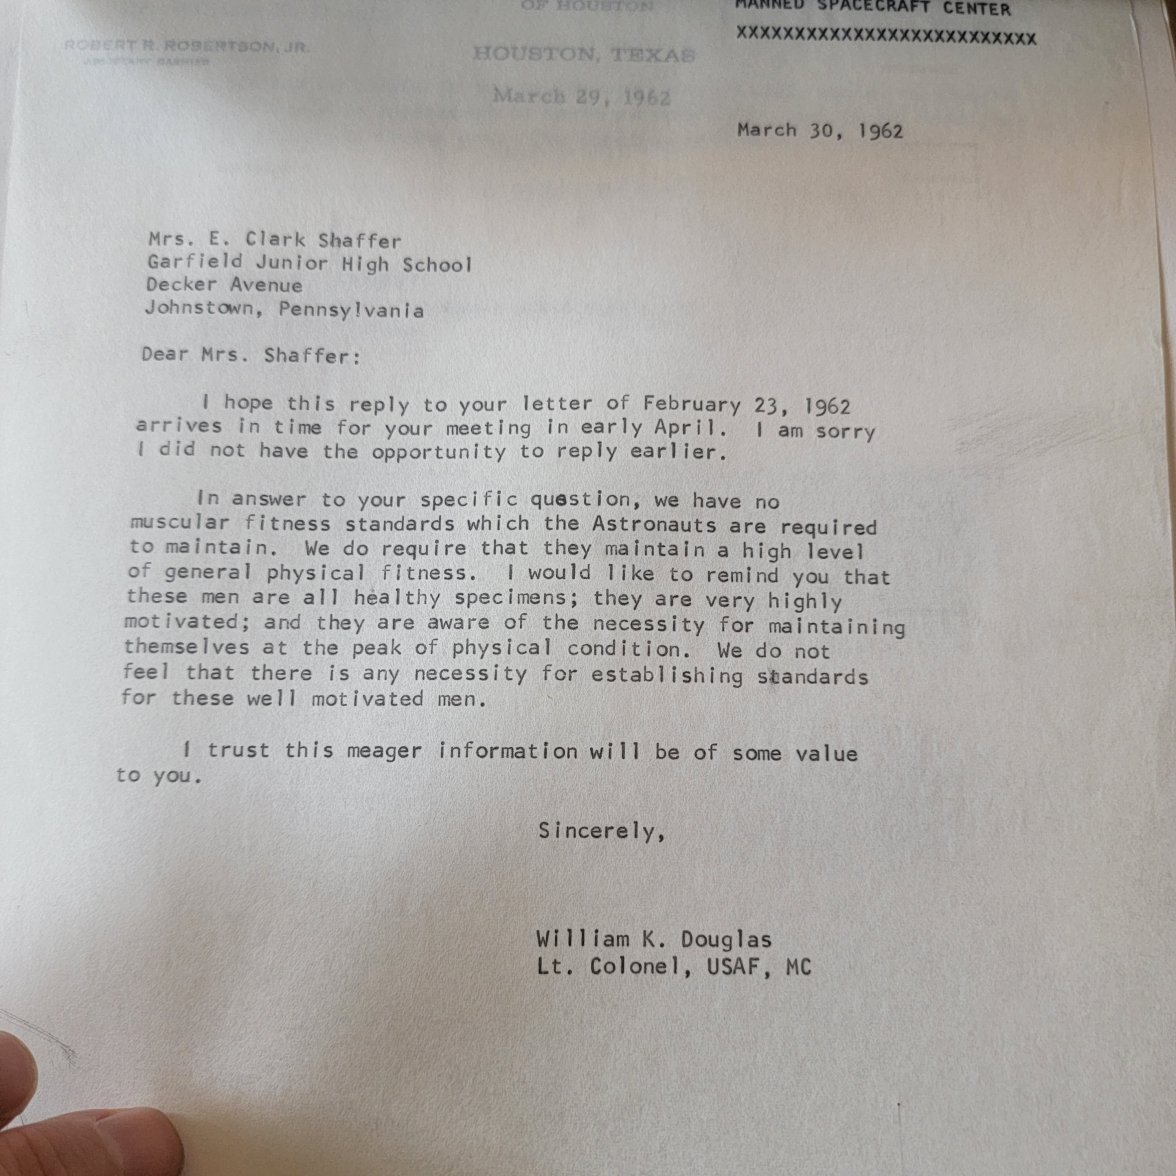 OF HOUSTON
MANNED SPACECRAFT CENTER
XXXXXXXXXXXXXXXXXXXXXXXXXX
ROBERT R. ROBERTSON, JR.
ASSISTANT CASHIER
HOUSTON, TEXAS
March 29, 1962
March 30, 1962
Mrs. E. Clark Shaffer
Garfield Junior High School
Decker Avenue
Johnstown, Pennsylvania
Dear Mrs. Shaffer:
I hope this reply to your letter of February 23, 1962
arrives in time for your meeting in early April. I am sorry
I did not have the opportunity to reply earlier.
In answer to your specific question, we have no
muscular fitness standards which the Astronauts are required
to maintain. We do require that they maintain a high level
of general physical fitness. I would like to remind you that
these men are all healthy specimens; they are very highly
motivated; and they are aware of the necessity for maintaining
themselves at the peak of physical condition. We do not
feel that there is any necessity for establishing standards
for these well motivated men.
I trust this meager information will be of some value
to you.
Sincerely,
William K. Douglas
Lt. Colonel, USAF, MC